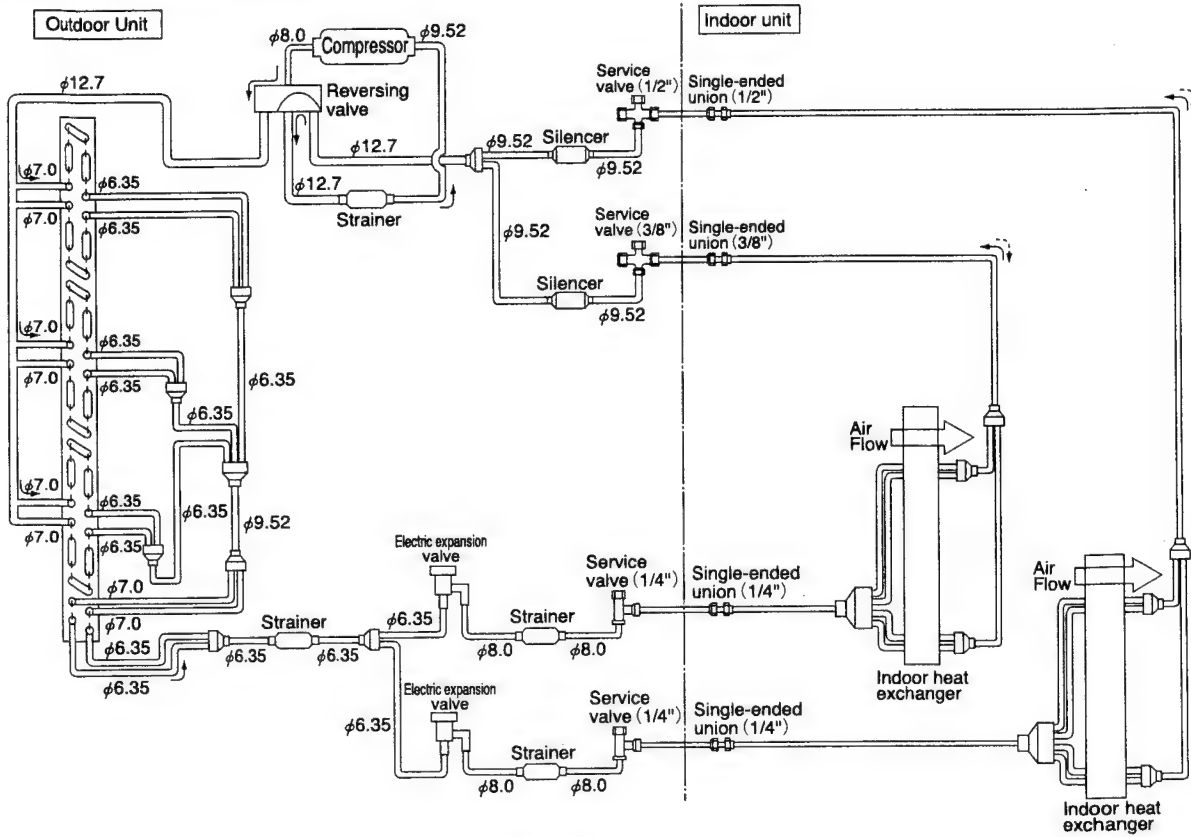 Outdoor Unit
Indoor unit
φ8.0
Compressor
φ9.52
φ12.7
Reversing
valve
Service
valve (1/2")
Single-ended
union (1/2")
φ12.7
φ9.52
Silencer
φ9.52
φ7.0
φ6.35
φ12.7
Strainer
φ7.0
φ6.35
Service
valve (3/8")
Single-ended
union (3/8")
φ9.52
Silencer
φ9.52
φ7.0
φ6.35
φ7.0
φ6.35
φ6.35
φ6.35
Air
Flow
φ7.0
φ6.35
φ6.35
φ7.0
φ6.35
φ9.52
Electric expansion
valve
Service
valve (1/4")
Single-ended
union (1/4")
Air
Flow
φ7.0
φ7.0
φ6.35
φ6.35
Strainer
φ6.35
φ6.35
φ6.35
Strainer
φ8.0
φ8.0
Indoor heat
exchanger
Electric expansion
valve
φ6.35
Service
valve (1/4")
Single-ended
union (1/4")
Strainer
φ8.0
φ8.0
Indoor heat
exchanger